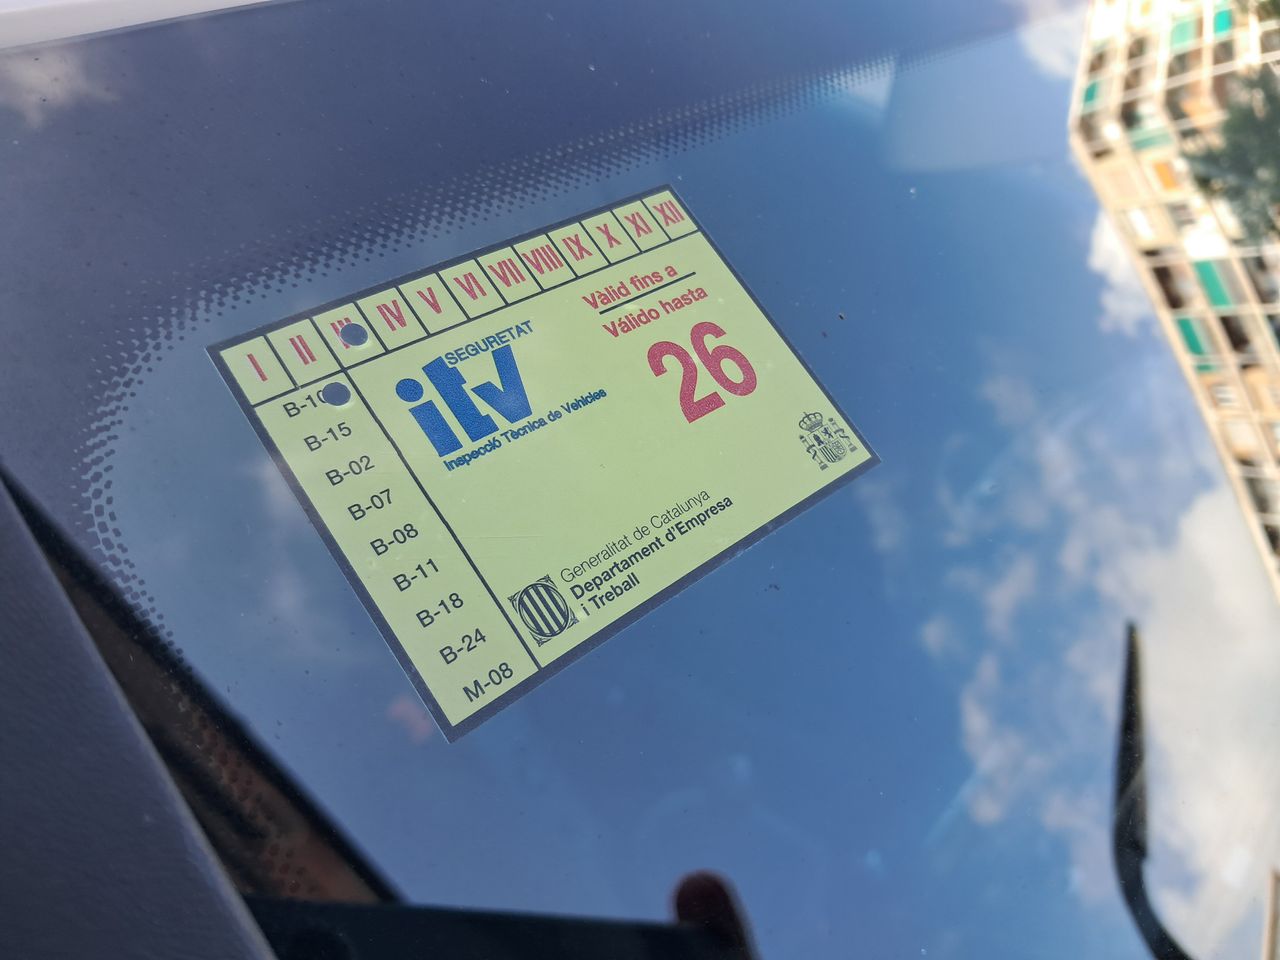 I II III IV V VI VII VIII IX X XI XII
Vàlid fins a
Válido hasta
26
SEGURETAT
itv
Inspecció Tècnica de Vehicles
B-15
B-02
B-07
B-08
B-11
B-18
B-24
M-08
Generalitat de Catalunya
Departament d'Empresa
i Treball